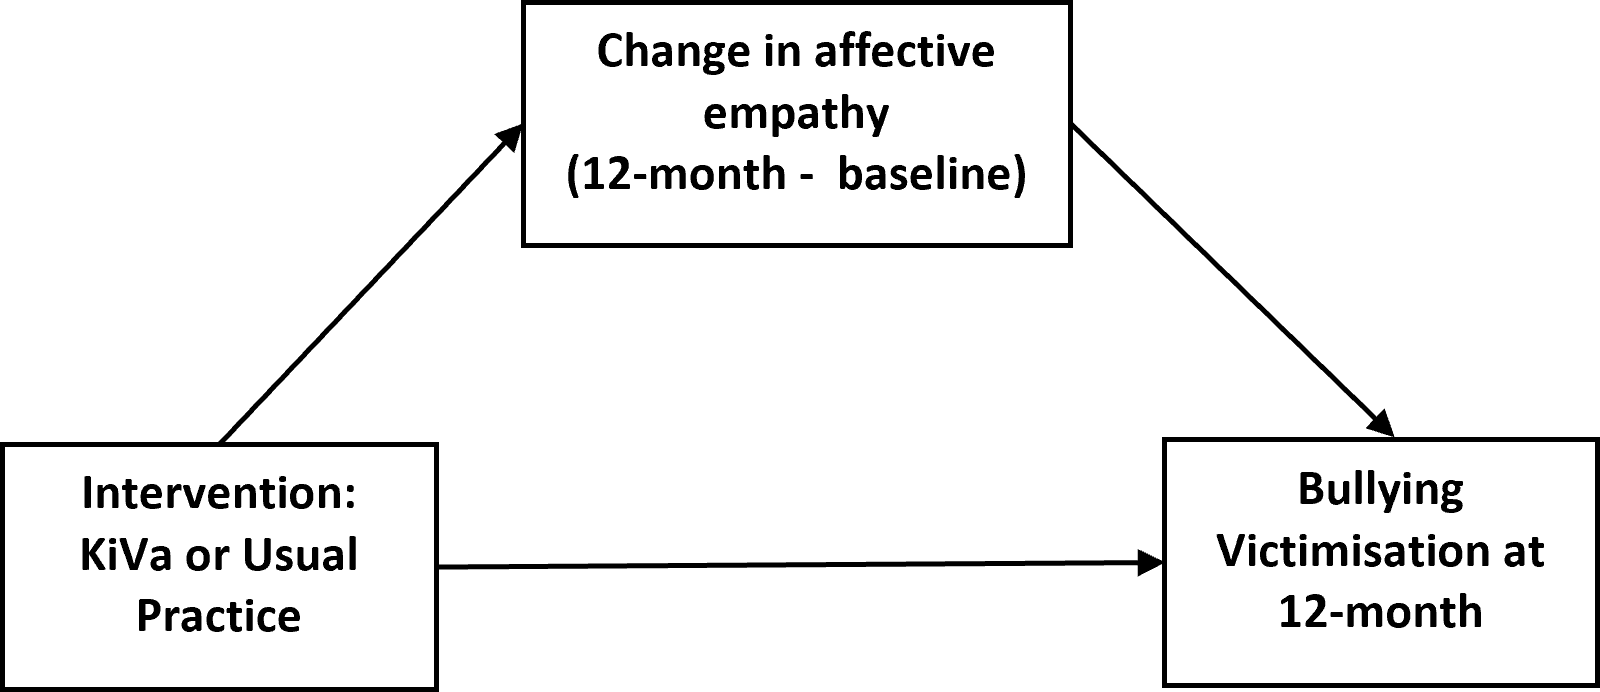 Change in affective
empathy
(12-month -  baseline)
Intervention:
KiVa or Usual
Practice
Bullying
Victimisation at
12-month